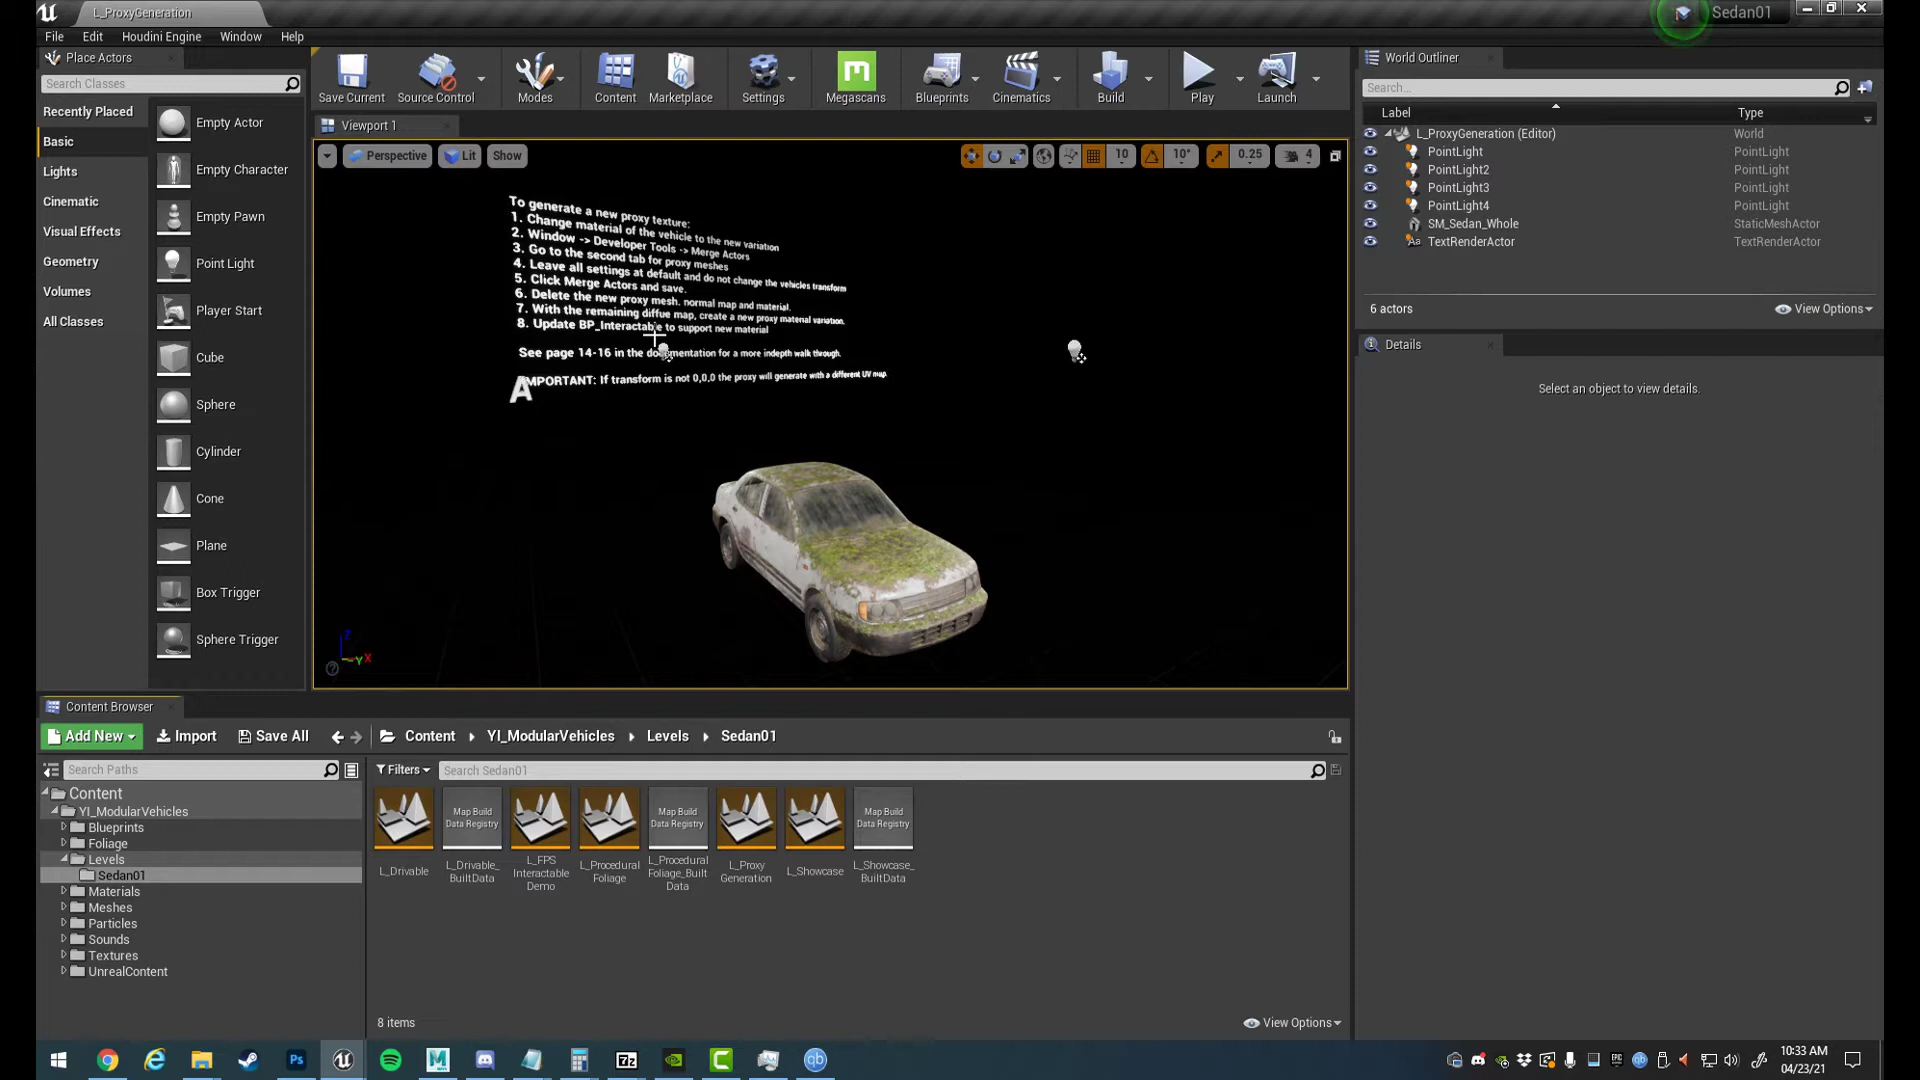 L_ProxyGeneration
Sedan01
File Edit Houdini Engine Window Help
Place Actors
Search Classes
Recently Placed
Basic
Lights
Cinematic
Visual Effects
Geometry
Volumes
All Classes
Empty Actor
Empty Character
Empty Pawn
Point Light
Player Start
Cube
Sphere
Cylinder
Cone
Plane
Box Trigger
Sphere Trigger
Save Current Source Control Modes Content Marketplace Settings Megascans Blueprints Cinematics Build Play Launch
Viewport 1
Perspective Lit Show
10 10° 0.25 4
To generate a new proxy texture:
1. Change material of the vehicle to the new variation
2. Window -> Developer Tools -> Merge Actors
3. Go to the second tab for proxy meshes
4. Leave all settings at default and do not change the vehicles transform
5. Click Merge Actors and save.
6. Delete the new proxy mesh, normal map and material.
7. With the remaining diffue map, create a new proxy material variation.
8. Update BP_Interactable to support new material
See page 14-16 in the documentation for a more indepth walk through.
IMPORTANT: If transform is not 0,0,0 the proxy will generate with a different UV map.
A
Z
Y X
World Outliner
Search...
Label Type
L_ProxyGeneration (Editor) World
PointLight PointLight
PointLight2 PointLight
PointLight3 PointLight
PointLight4 PointLight
SM_Sedan_Whole StaticMeshActor
Aa TextRenderActor TextRenderActor
6 actors View Options
Details
Select an object to view details.
Content Browser
Add New Import Save All Content YI_ModularVehicles Levels Sedan01
Search Paths
Filters Search Sedan01
Content
YI_ModularVehicles
Blueprints
Foliage
Levels
Sedan01
Materials
Meshes
Particles
Sounds
Textures
UnrealContent
L_Drivable
Map Build
Data Registry
L_Drivable_
BuiltData
L_FPS
Interactable
Demo
L_Procedural
Foliage
Map Build
Data Registry
L_Procedural
Foliage_Built
Data
L_Proxy
Generation
L_Showcase
Map Build
Data Registry
L_Showcase_
BuiltData
8 items View Options
Ps
M
7z
qb
10:33 AM
04/23/21